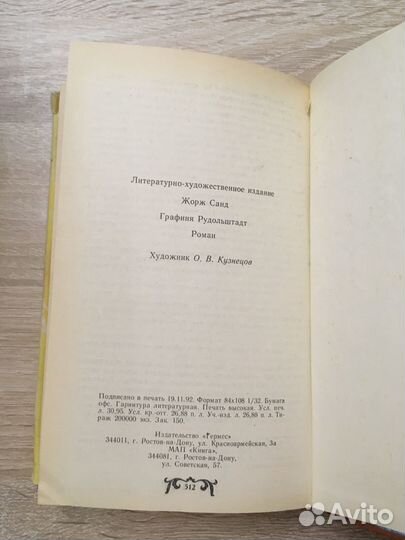 Литературно-художественное издание
Жорж Санд
Графиня Рудольштадт
Роман
Художник О. В. Кузнецов
Подписано в печать 19.11.92. Формат 84х108 1/32. Бумага
офс. Гарнитура литературная. Печать высокая. Усл. печ.
л. 30,95. Усл. кр.-отт. 26,88 п. л. Уч.-изд. л. 26,88 п. л. Ти-
раж 200000 экз. Зак. 150.
Издательство «Гермес»
344011, г. Ростов-на-Дону, ул. Красноармейская, 3а
МАП «Книга»,
344081, г. Ростов-на-Дону,
ул. Советская, 57.
512
Avito